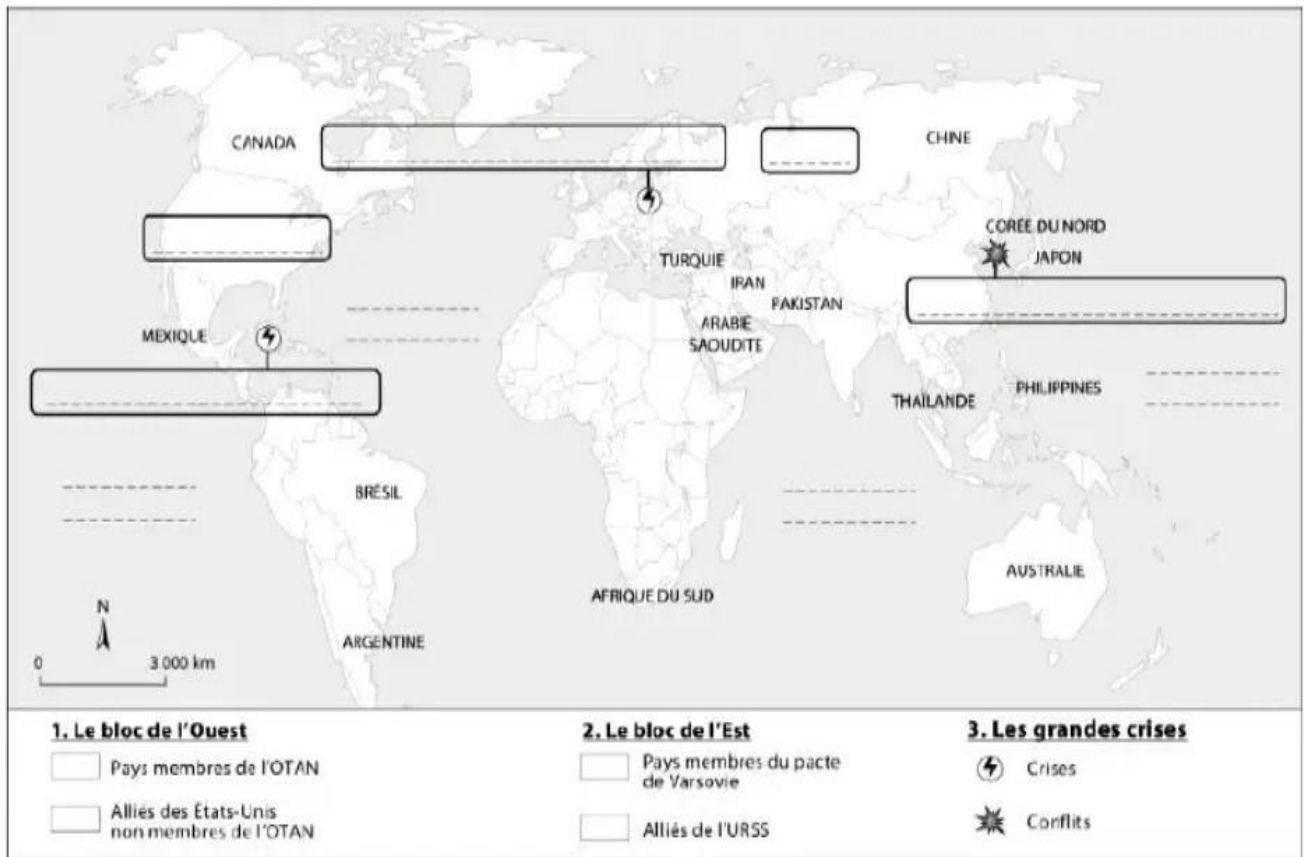 CANADA
CHINE
CORÉE DU NORD
TURQUIE
JAPON
IRAN
PAKISTAN
MEXIQUE
ARABIE
SAOUDITE
THAÏLANDE
PHILIPPINES
BRÉSIL
AUSTRALIE
AFRIQUE DU SUD
N
ARGENTINE
0 3 000 km
1. Le bloc de l'Ouest
Pays membres de l'OTAN
Alliés des États-Unis
non membres de l'OTAN
2. Le bloc de l'Est
Pays membres du pacte
de Varsovie
Alliés de l'URSS
3. Les grandes crises
Crises
Conflits